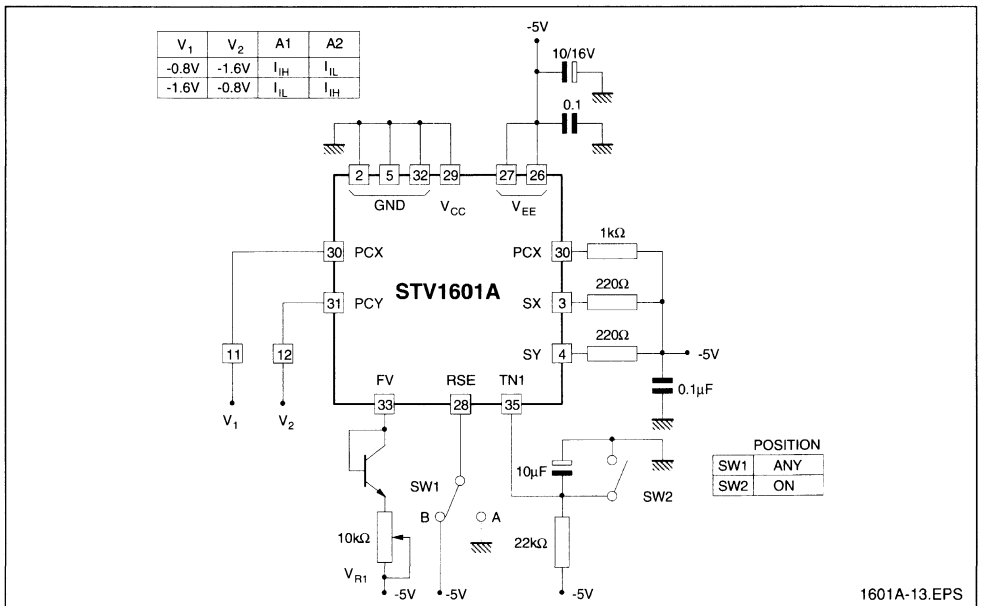 -5V
V1 V2 A1 A2
-0.8V -1.6V IIH IIL
-1.6V -0.8V IIL IIH
10/16V
0.1
2 5 32 29 27 26
GND VCC VEE
30 PCX
PCX 30 1kΩ
STV1601A
31 PCY
SX 3 220Ω
SY 4 220Ω
-5V
11 12
0.1µF
V1 V2
FV RSE TN1
33 28 35
POSITION
SW1 ANY
SW2 ON
10µF
SW2
SW1
B A
10kΩ
22kΩ
VR1
-5V -5V -5V
1601A-13.EPS